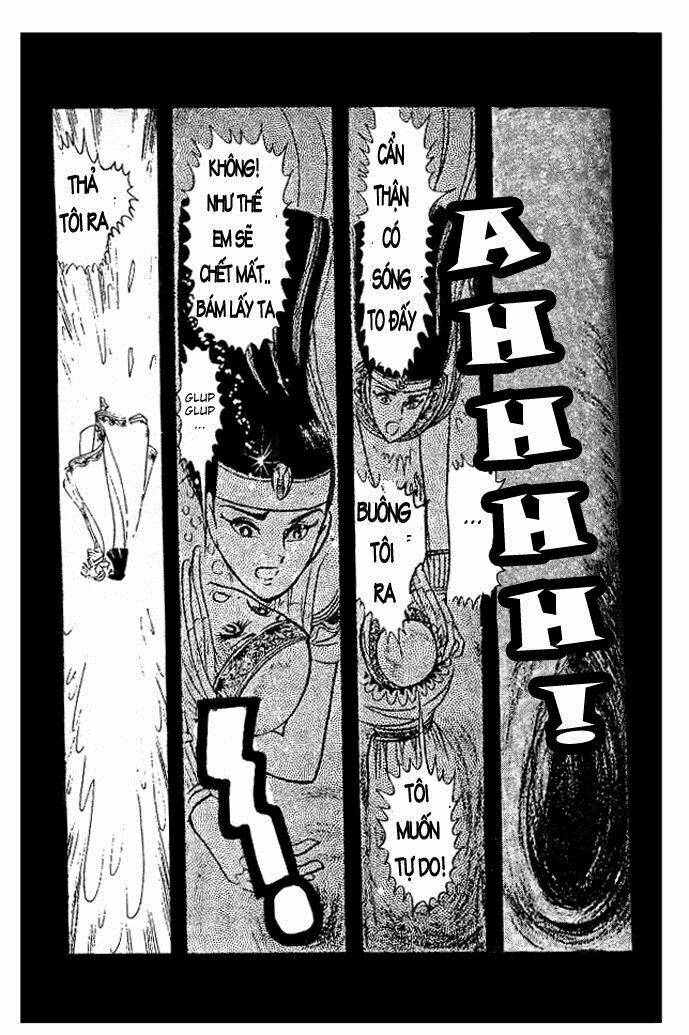 THẢ
TÔI RA
KHÔNG!
NHƯ THẾ
EM SẼ
CHẾT MẤT..
BÁM LẤY TA
GLUP
GLUP
...
CẨN
THẬN
CÓ
SÓNG
TO ĐẤY
...
BUÔNG
TÔI
RA
TÔI
MUỐN
TỰ DO!
AHHHH!
!